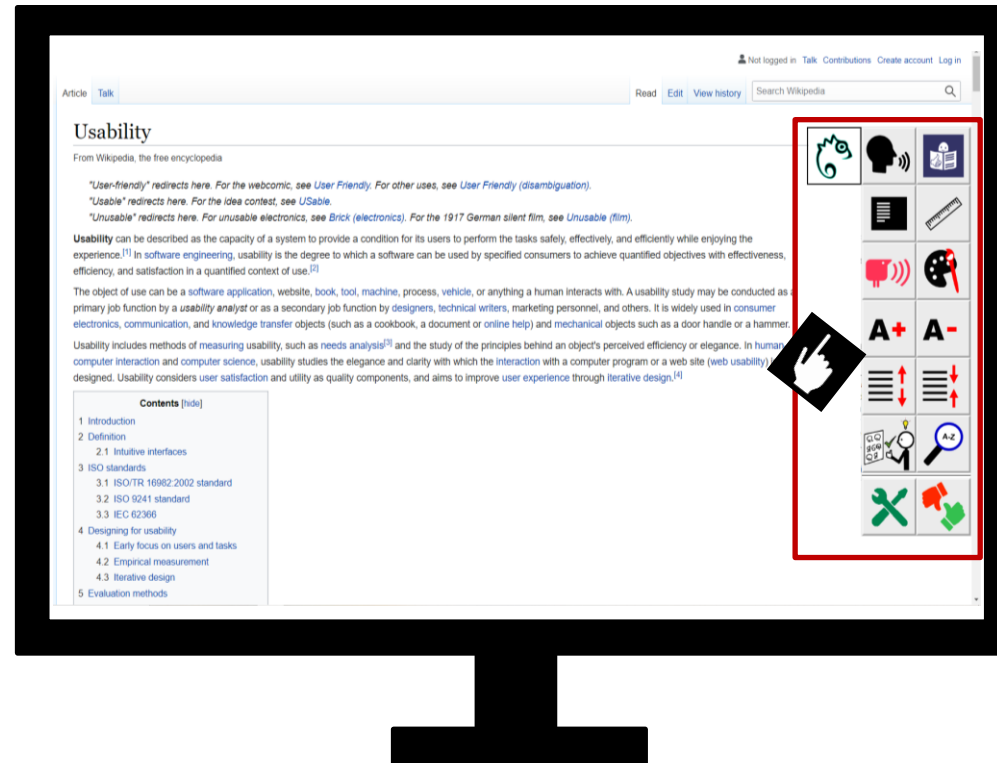 Not logged in Talk Contributions Create account Log in
Article Talk Read Edit View history Search Wikipedia
Usability
From Wikipedia, the free encyclopedia
"User-friendly" redirects here. For the webcomic, see User Friendly. For other uses, see User Friendly (disambiguation).
"Usable" redirects here. For the idea contest, see USable.
"Unusable" redirects here. For unusable electronics, see Brick (electronics). For the 1917 German silent film, see Unusable (film).
Usability can be described as the capacity of a system to provide a condition for its users to perform the tasks safely, effectively, and efficiently while enjoying the
experience.[1] In software engineering, usability is the degree to which a software can be used by specified consumers to achieve quantified objectives with effectiveness,
efficiency, and satisfaction in a quantified context of use.[2]
The object of use can be a software application, website, book, tool, machine, process, vehicle, or anything a human interacts with. A usability study may be conducted as a
primary job function by a usability analyst or as a secondary job function by designers, technical writers, marketing personnel, and others. It is widely used in consumer
electronics, communication, and knowledge transfer objects (such as a cookbook, a document or online help) and mechanical objects such as a door handle or a hammer.
Usability includes methods of measuring usability, such as needs analysis[3] and the study of the principles behind an object's perceived efficiency or elegance. In human
computer interaction and computer science, usability studies the elegance and clarity with which the interaction with a computer program or a web site (web usability)
designed. Usability considers user satisfaction and utility as quality components, and aims to improve user experience through iterative design.[4]
Contents [hide]
1 Introduction
2 Definition
2.1 Intuitive interfaces
3 ISO standards
3.1 ISO/TR 16982:2002 standard
3.2 ISO 9241 standard
3.3 IEC 62366
4 Designing for usability
4.1 Early focus on users and tasks
4.2 Empirical measurement
4.3 Iterative design
5 Evaluation methods
A+ A-
A-Z